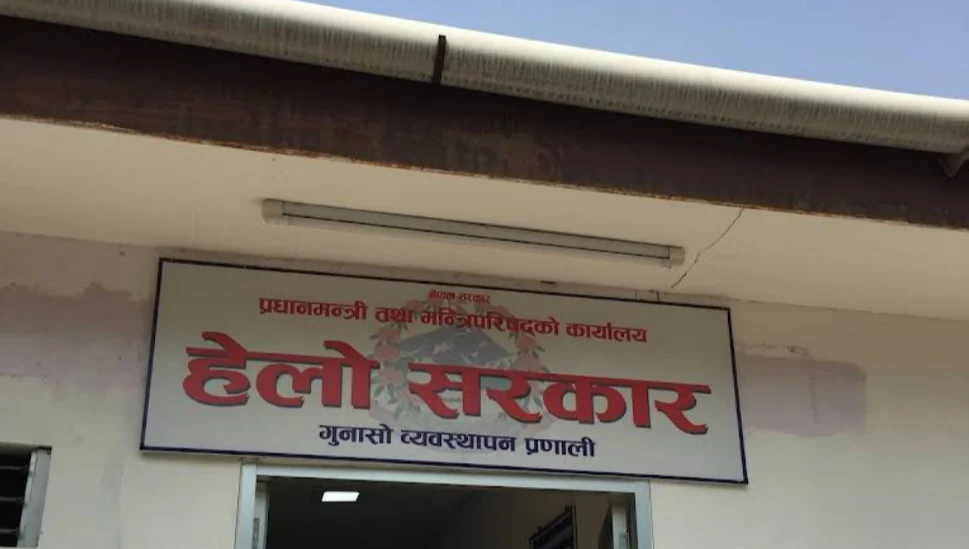 नेपाल सरकार
प्रधानमन्त्री तथा मन्त्रिपरिषद्को कार्यालय
हेलो सरकार
गुनासो व्यवस्थापन प्रणाली